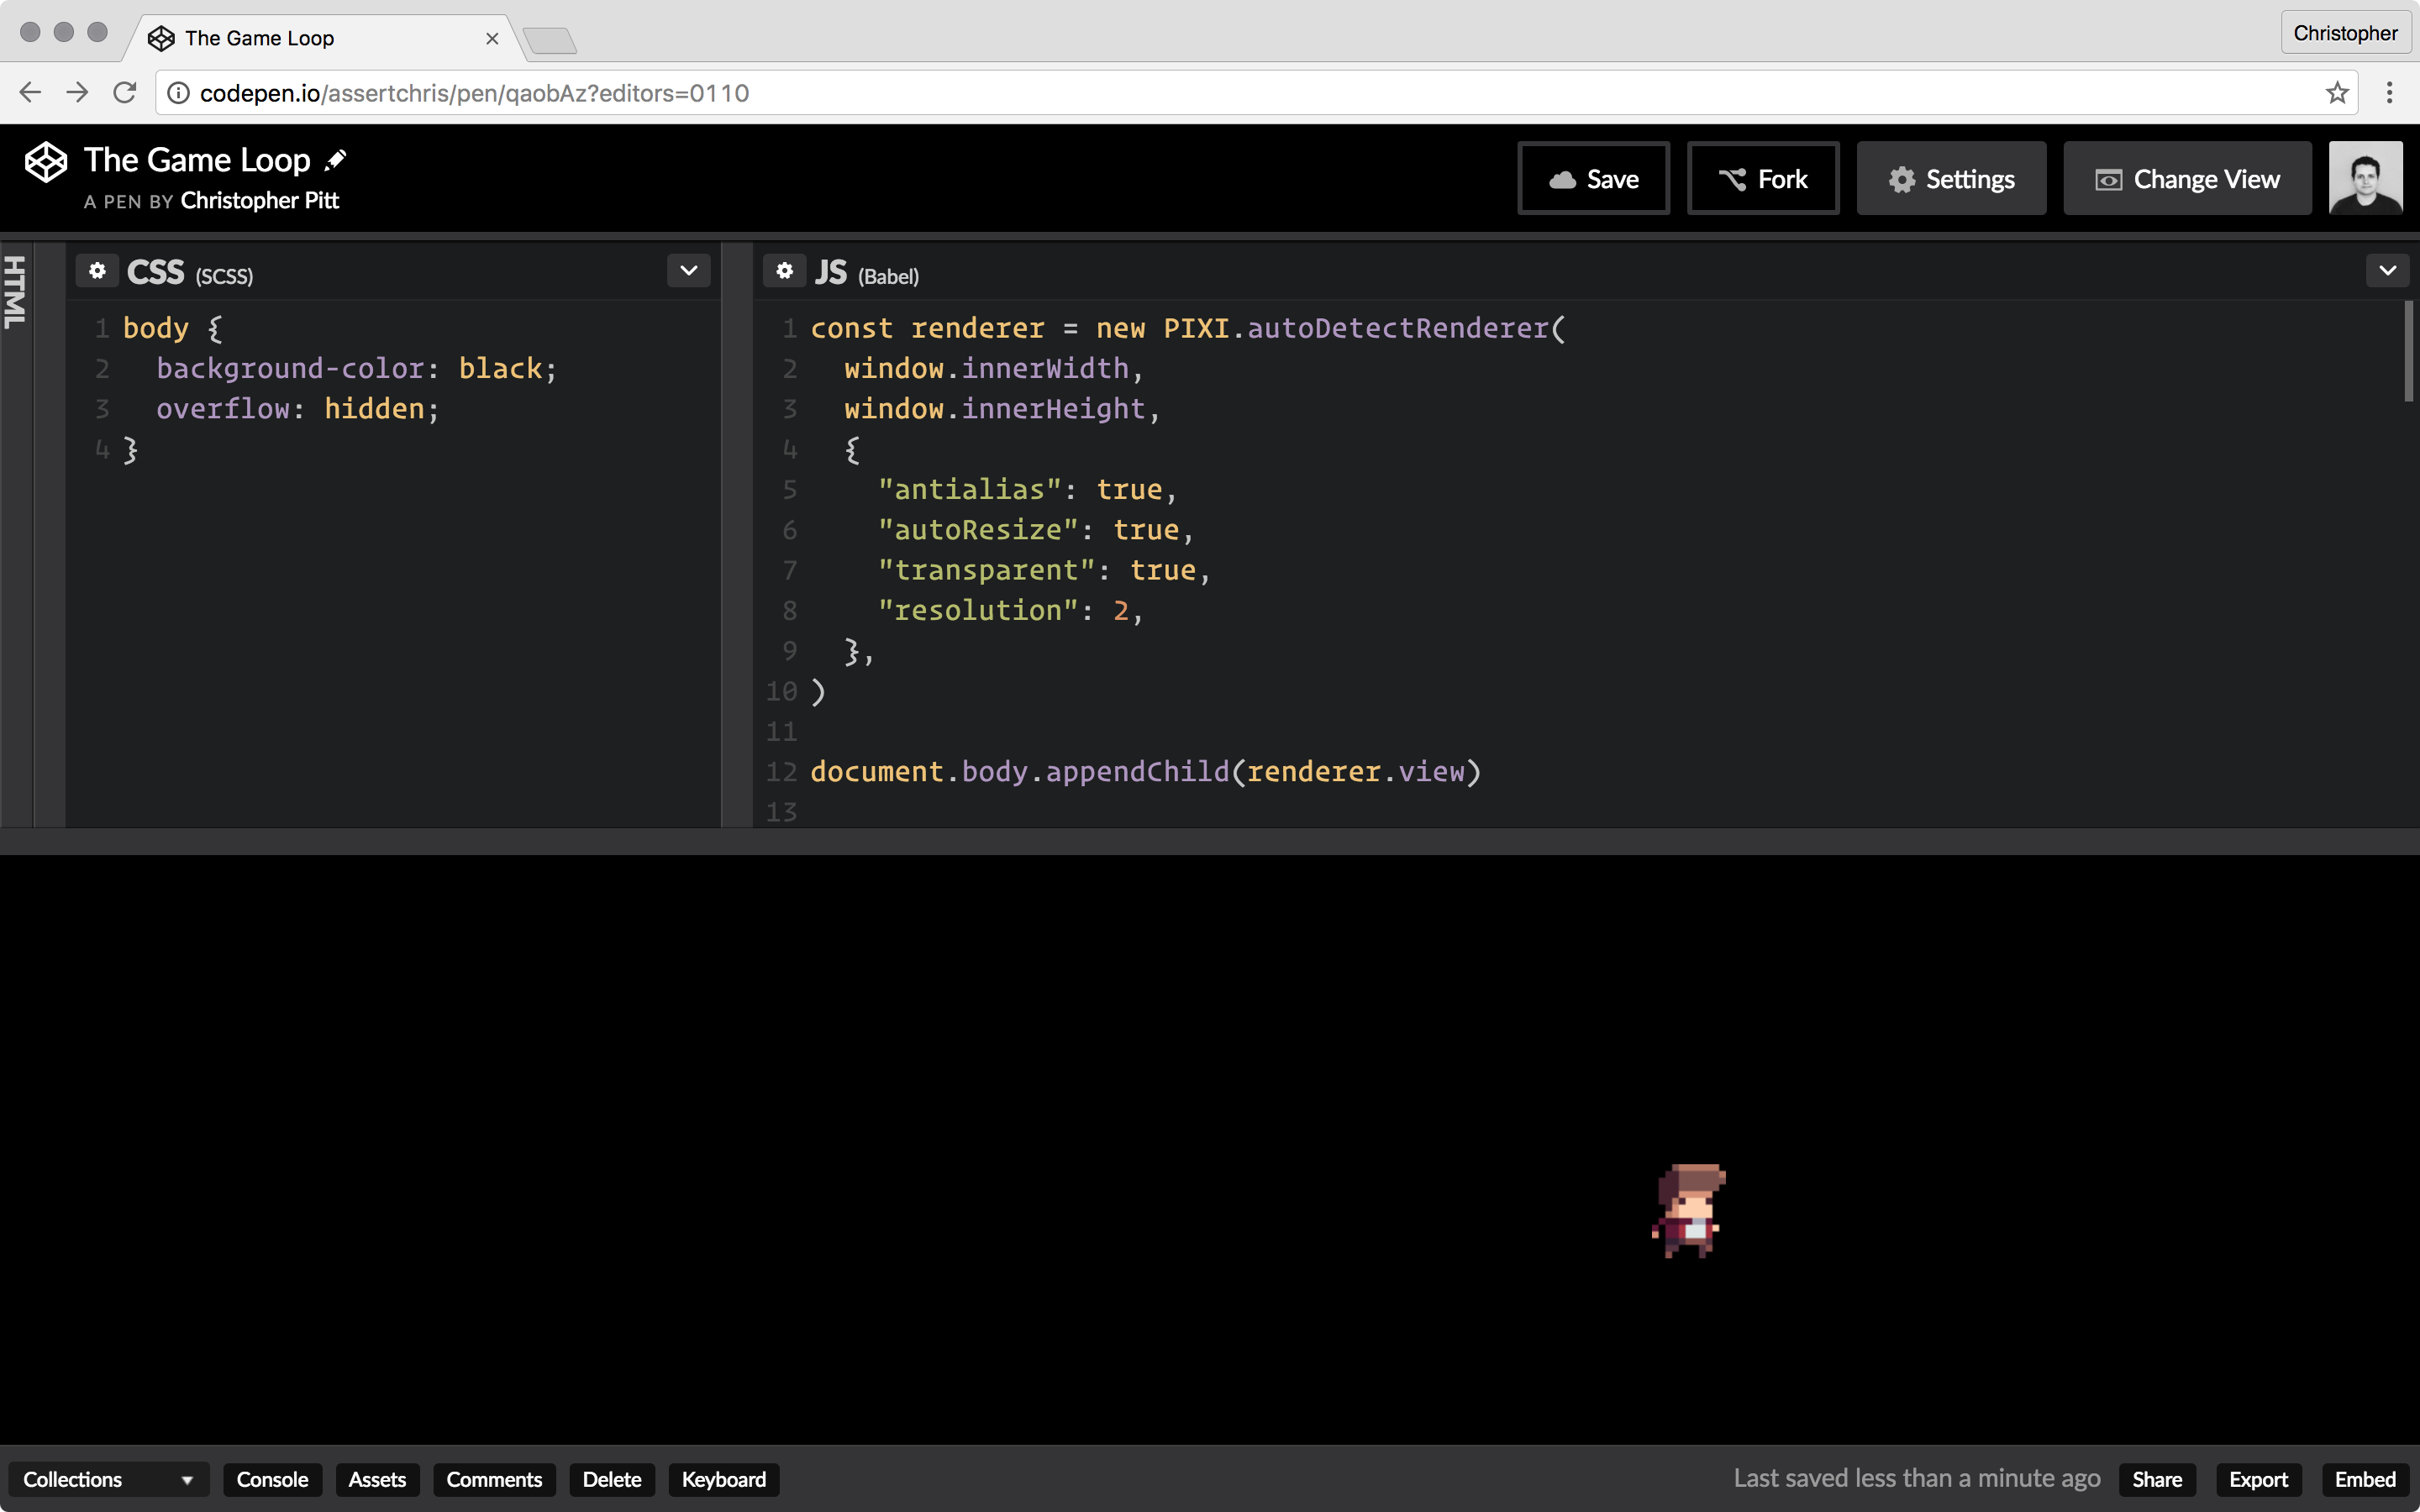 The Game Loop
Christopher
codepen.io/assertchris/pen/qaobAz?editors=0110
The Game Loop
A PEN BY Christopher Pitt
Save
Fork
Settings
Change View
HTML
CSS (SCSS)
1 body {
2   background-color: black;
3   overflow: hidden;
4 }
JS (Babel)
1 const renderer = new PIXI.autoDetectRenderer(
2   window.innerWidth,
3   window.innerHeight,
4   {
5     "antialias": true,
6     "autoResize": true,
7     "transparent": true,
8     "resolution": 2,
9   },
10 )
11
12 document.body.appendChild(renderer.view)
13
Collections
Console
Assets
Comments
Delete
Keyboard
Last saved less than a minute ago
Share
Export
Embed